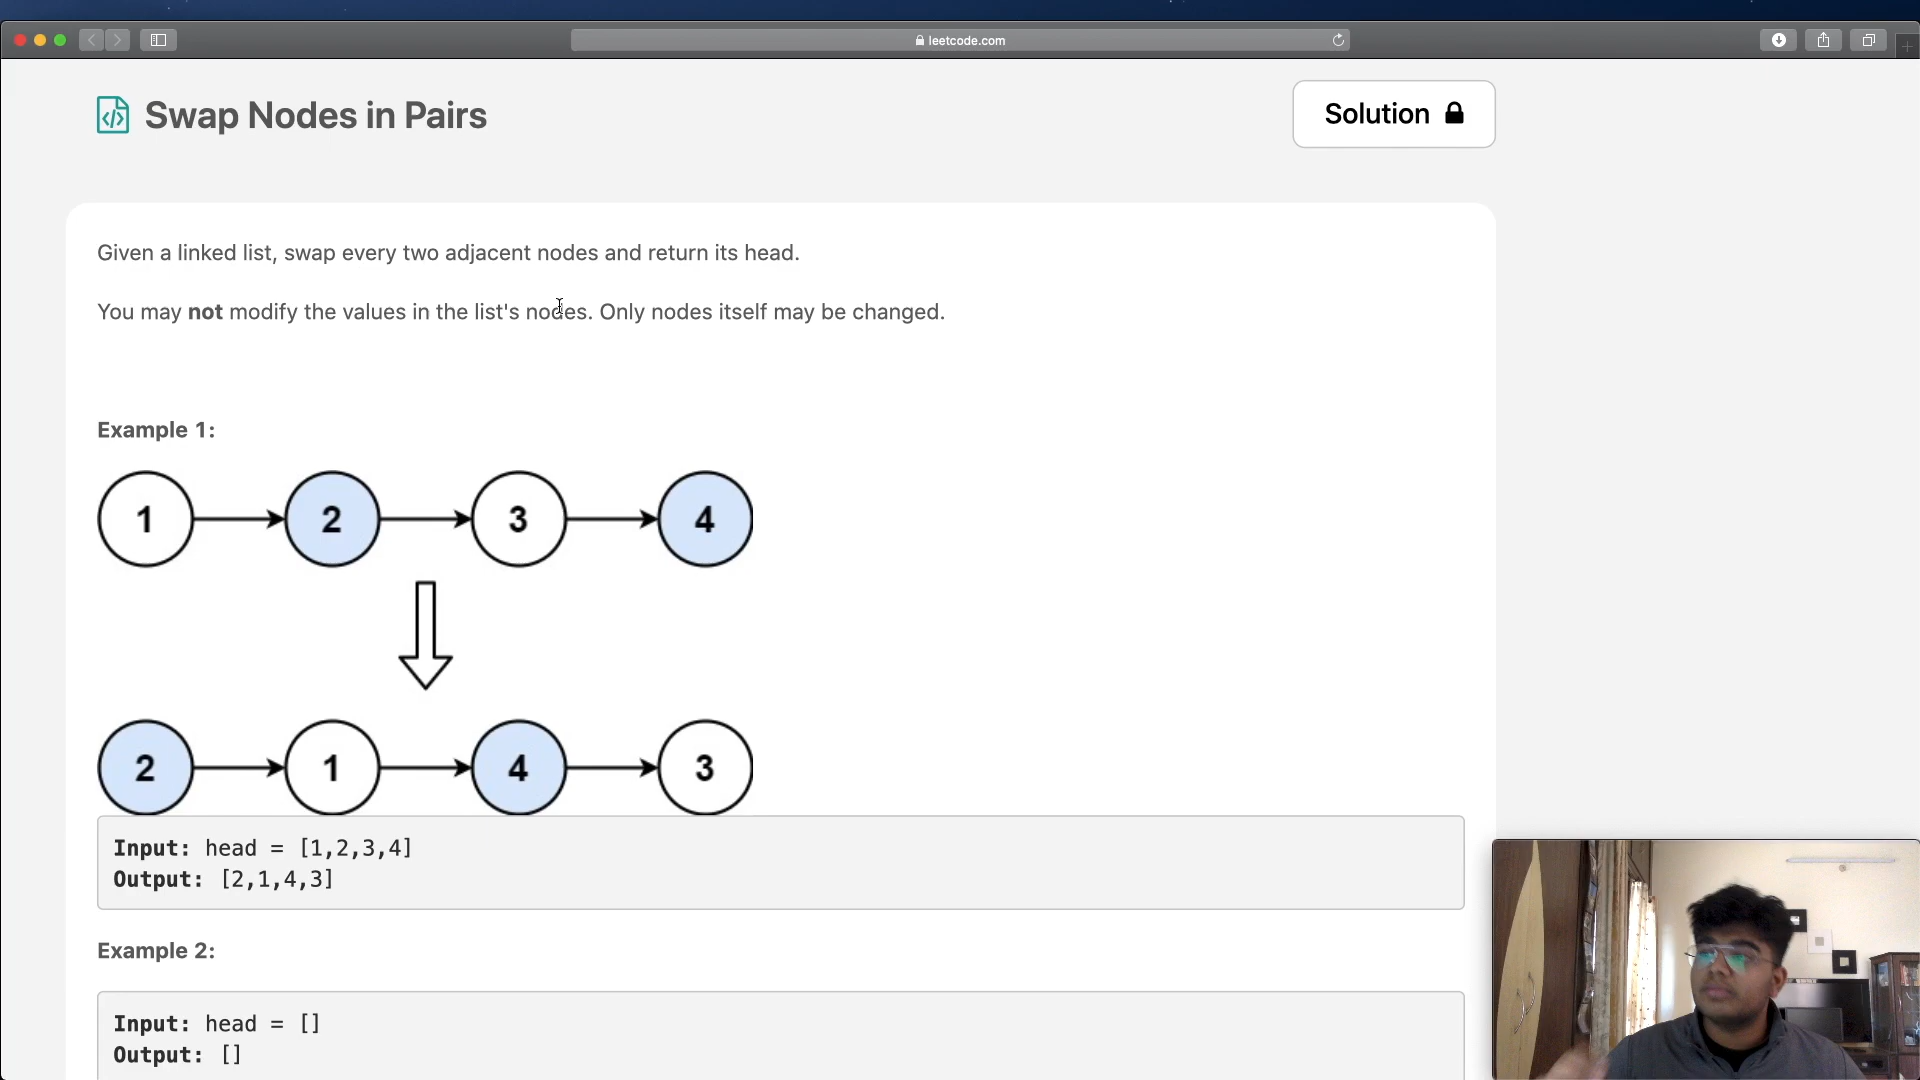 leetcode.com
Swap Nodes in Pairs
Solution
Given a linked list, swap every two adjacent nodes and return its head.
You may not modify the values in the list's nodes. Only nodes itself may be changed.
Example 1:
1 2 3 4
2 1 4 3
Input: head = [1,2,3,4]
Output: [2,1,4,3]
Example 2:
Input: head = []
Output: []